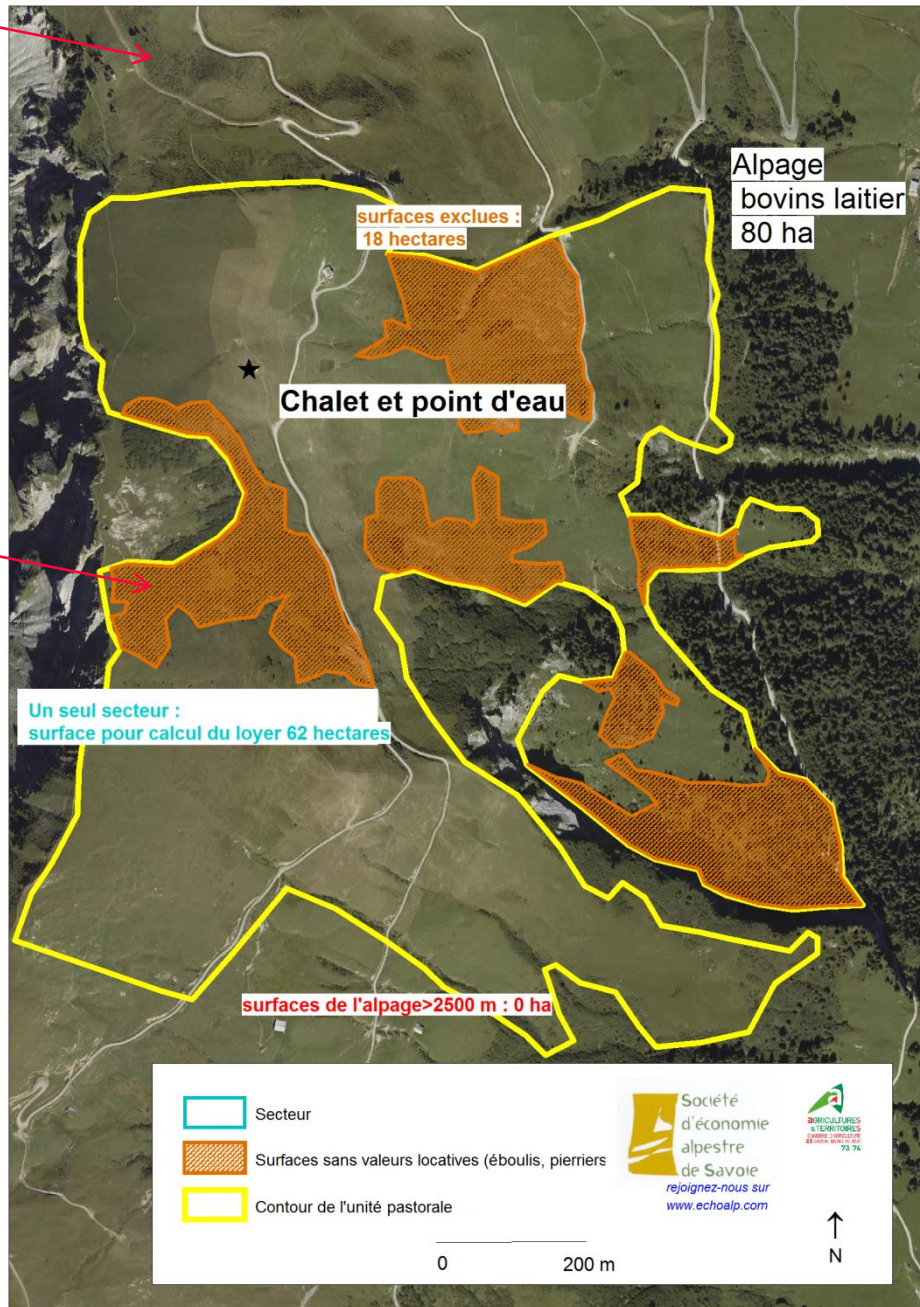 Alpage
bovins laitier
80 ha
surfaces exclues :
18 hectares
Chalet et point d'eau
Un seul secteur :
surface pour calcul du loyer 62 hectares
surfaces de l'alpage>2500 m : 0 ha
Secteur
Surfaces sans valeurs locatives (éboulis, pierriers
Contour de l'unité pastorale
Société
d'économie
alpestre
de Savoie
rejoignez-nous sur
www.echoalp.com
AGRICULTURES
& TERRITOIRES
CHAMBRE D'AGRICULTURE
73 74
0 200 m
N